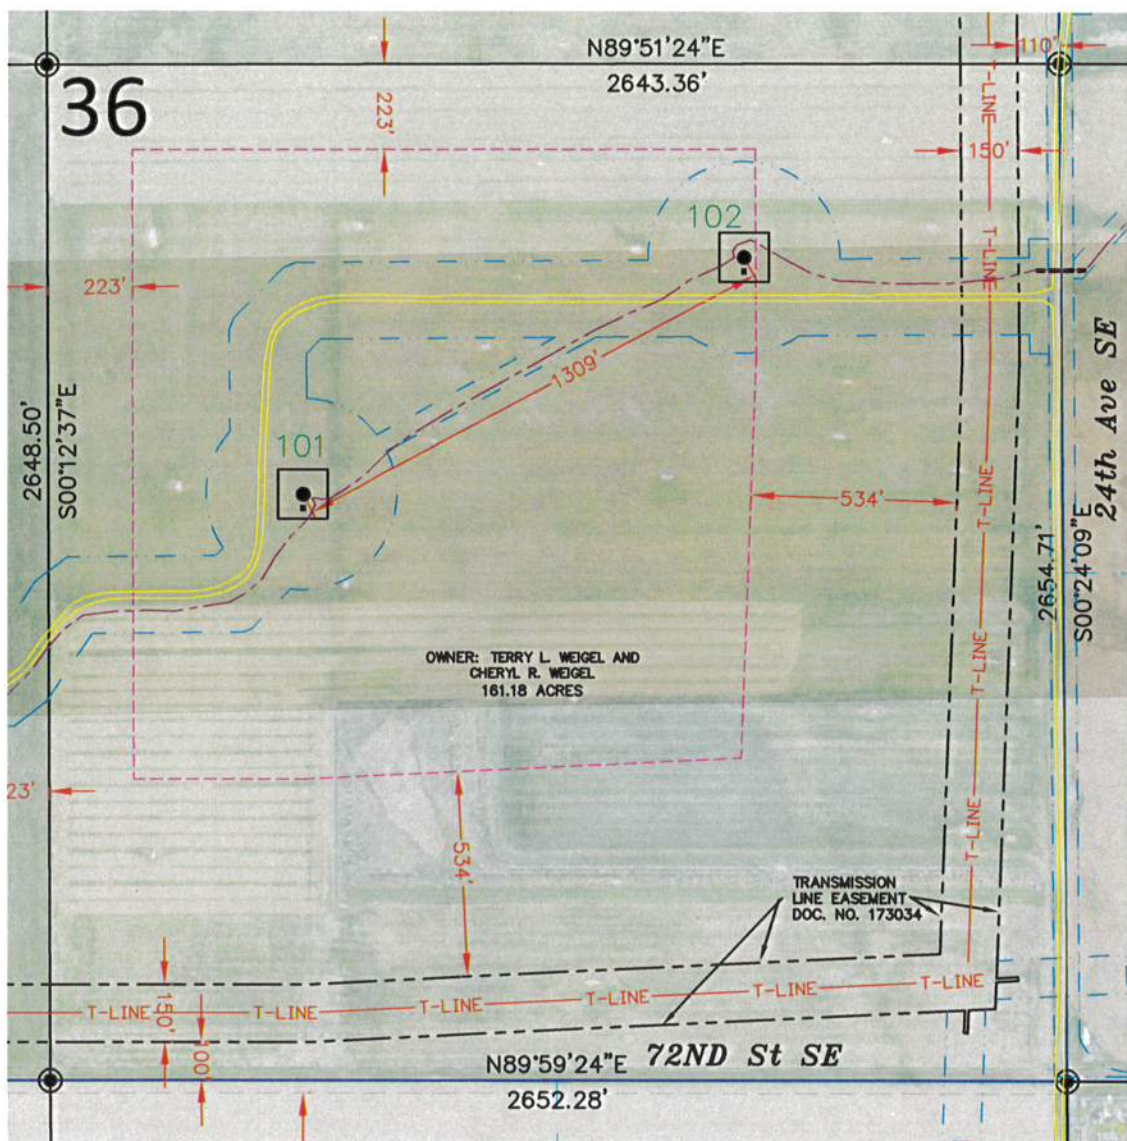 N89°51'24"E
2643.36'
110'
36
223'
T-LINE
150'
102
T-LINE
223'
1309'
24th Ave SE
2648.50'
S00°12'37"E
101
534'
T-LINE
2654.71'
S00°24'09"E
T-LINE
OWNER: TERRY L. WEIGEL AND
CHERYL R. WEIGEL
161.18 ACRES
23'
T-LINE
534'
TRANSMISSION
LINE EASEMENT
DOC. NO. 173034
T-LINE
T-LINE
T-LINE
T-LINE
T-LINE
T-LINE
150'
100'
N89°59'24"E
72ND St SE
2652.28'